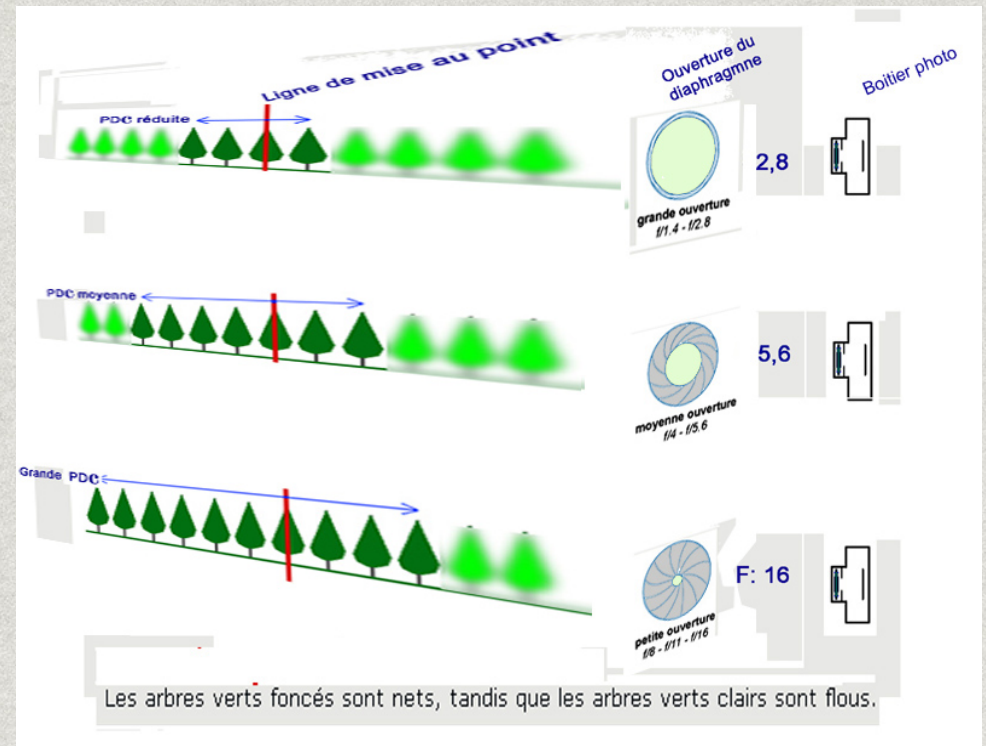 Ligne de mise au point
Ouverture du
diaphragmne
Boitier photo
PDC réduite
2,8
grande ouverture
f/1.4 - f/2.8
PDC moyenne
5,6
moyenne ouverture
f/4 - f/5.6
Grande PDC
F: 16
petite ouverture
f/8 - f/11 - f/16
Les arbres verts foncés sont nets, tandis que les arbres verts clairs sont flous.